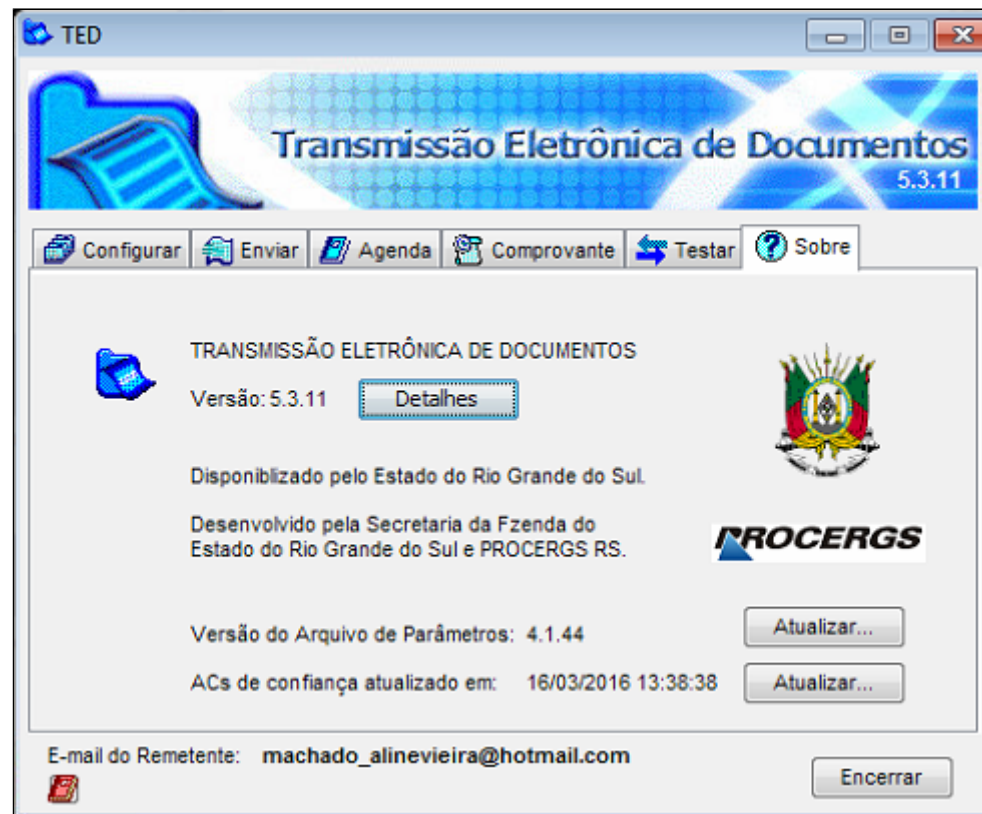 TED
Transmissão Eletrônica de Documentos
5.3.11
Configurar Enviar Agenda Comprovante Testar Sobre
TRANSMISSÃO ELETRÔNICA DE DOCUMENTOS
Versão: 5.3.11 Detalhes
Disponiblizado pelo Estado do Rio Grande do Sul.
Desenvolvido pela Secretaria da Fzenda do
Estado do Rio Grande do Sul e PROCERGS RS.
PROCERGS
Versão do Arquivo de Parâmetros: 4.1.44 Atualizar...
ACs de confiança atualizado em: 16/03/2016 13:38:38 Atualizar...
E-mail do Remetente: machado_alinevieira@hotmail.com
Encerrar